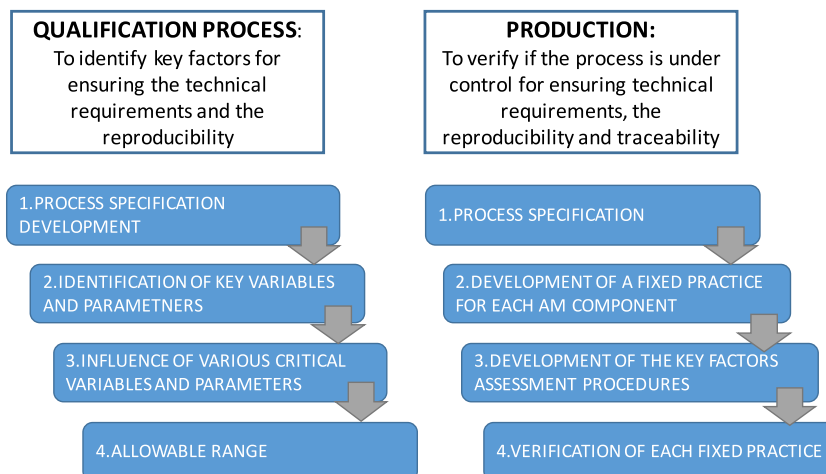 QUALIFICATION PROCESS:
To identify key factors for
ensuring the technical
requirements and the
reproducibility
1.PROCESS SPECIFICATION
DEVELOPMENT
2.IDENTIFICATION OF KEY VARIABLES
AND PARAMETNERS
3.INFLUENCE OF VARIOUS CRITICAL
VARIABLES AND PARAMETERS
4.ALLOWABLE RANGE
PRODUCTION:
To verify if the process is under
control for ensuring technical
requirements, the
reproducibility and traceability
1.PROCESS SPECIFICATION
2.DEVELOPMENT OF A FIXED PRACTICE
FOR EACH AM COMPONENT
3.DEVELOPMENT OF THE KEY FACTORS
ASSESSMENT PROCEDURES
4.VERIFICATION OF EACH FIXED PRACTICE